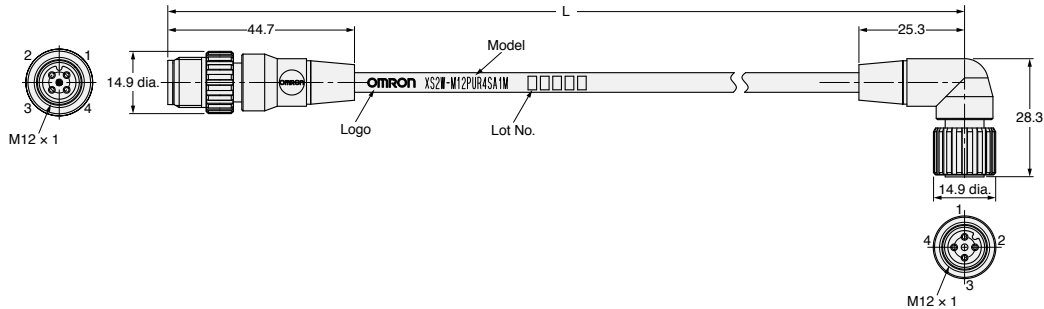 L
44.7
25.3
Model
2
1
14.9 dia.
OMRON
OMRON XS2W-M12PUR4SA1M
3
4
Logo
Lot No.
28.3
M12 × 1
14.9 dia.
1
4
2
3
M12 × 1